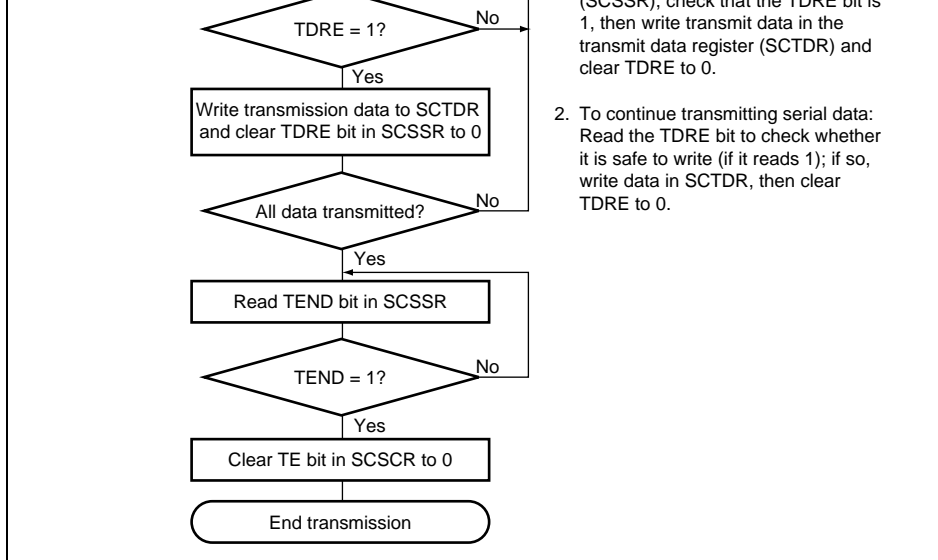 TDRE = 1?
No
Yes
Write transmission data to SCTDR
and clear TDRE bit in SCSSR to 0
All data transmitted?
No
Yes
Read TEND bit in SCSSR
TEND = 1?
No
Yes
Clear TE bit in SCSCR to 0
End transmission
(SCSSR), check that the TDRE bit is
1, then write transmit data in the
transmit data register (SCTDR) and
clear TDRE to 0.
2. To continue transmitting serial data:
Read the TDRE bit to check whether
it is safe to write (if it reads 1); if so,
write data in SCTDR, then clear
TDRE to 0.